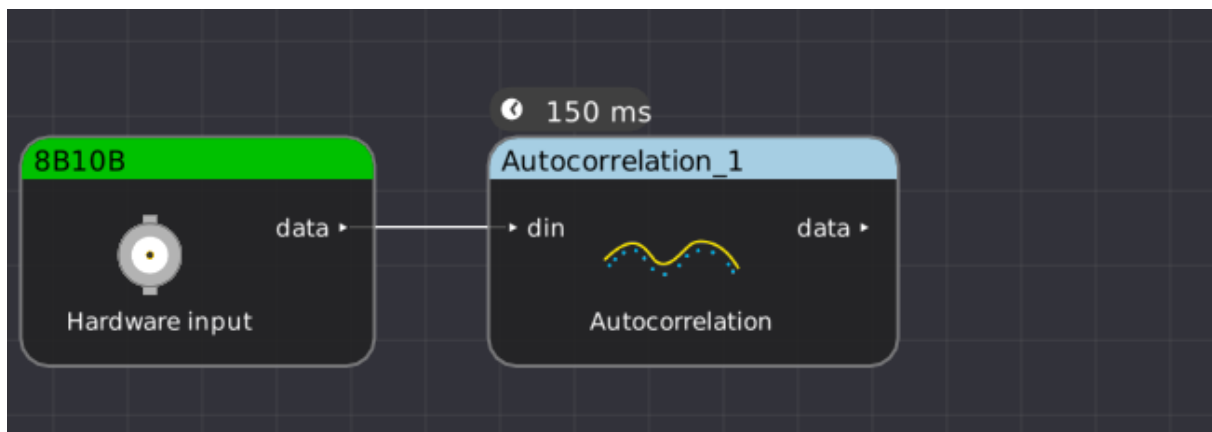 150 ms
8B10B
Autocorrelation_1
data
din
data
Hardware input
Autocorrelation